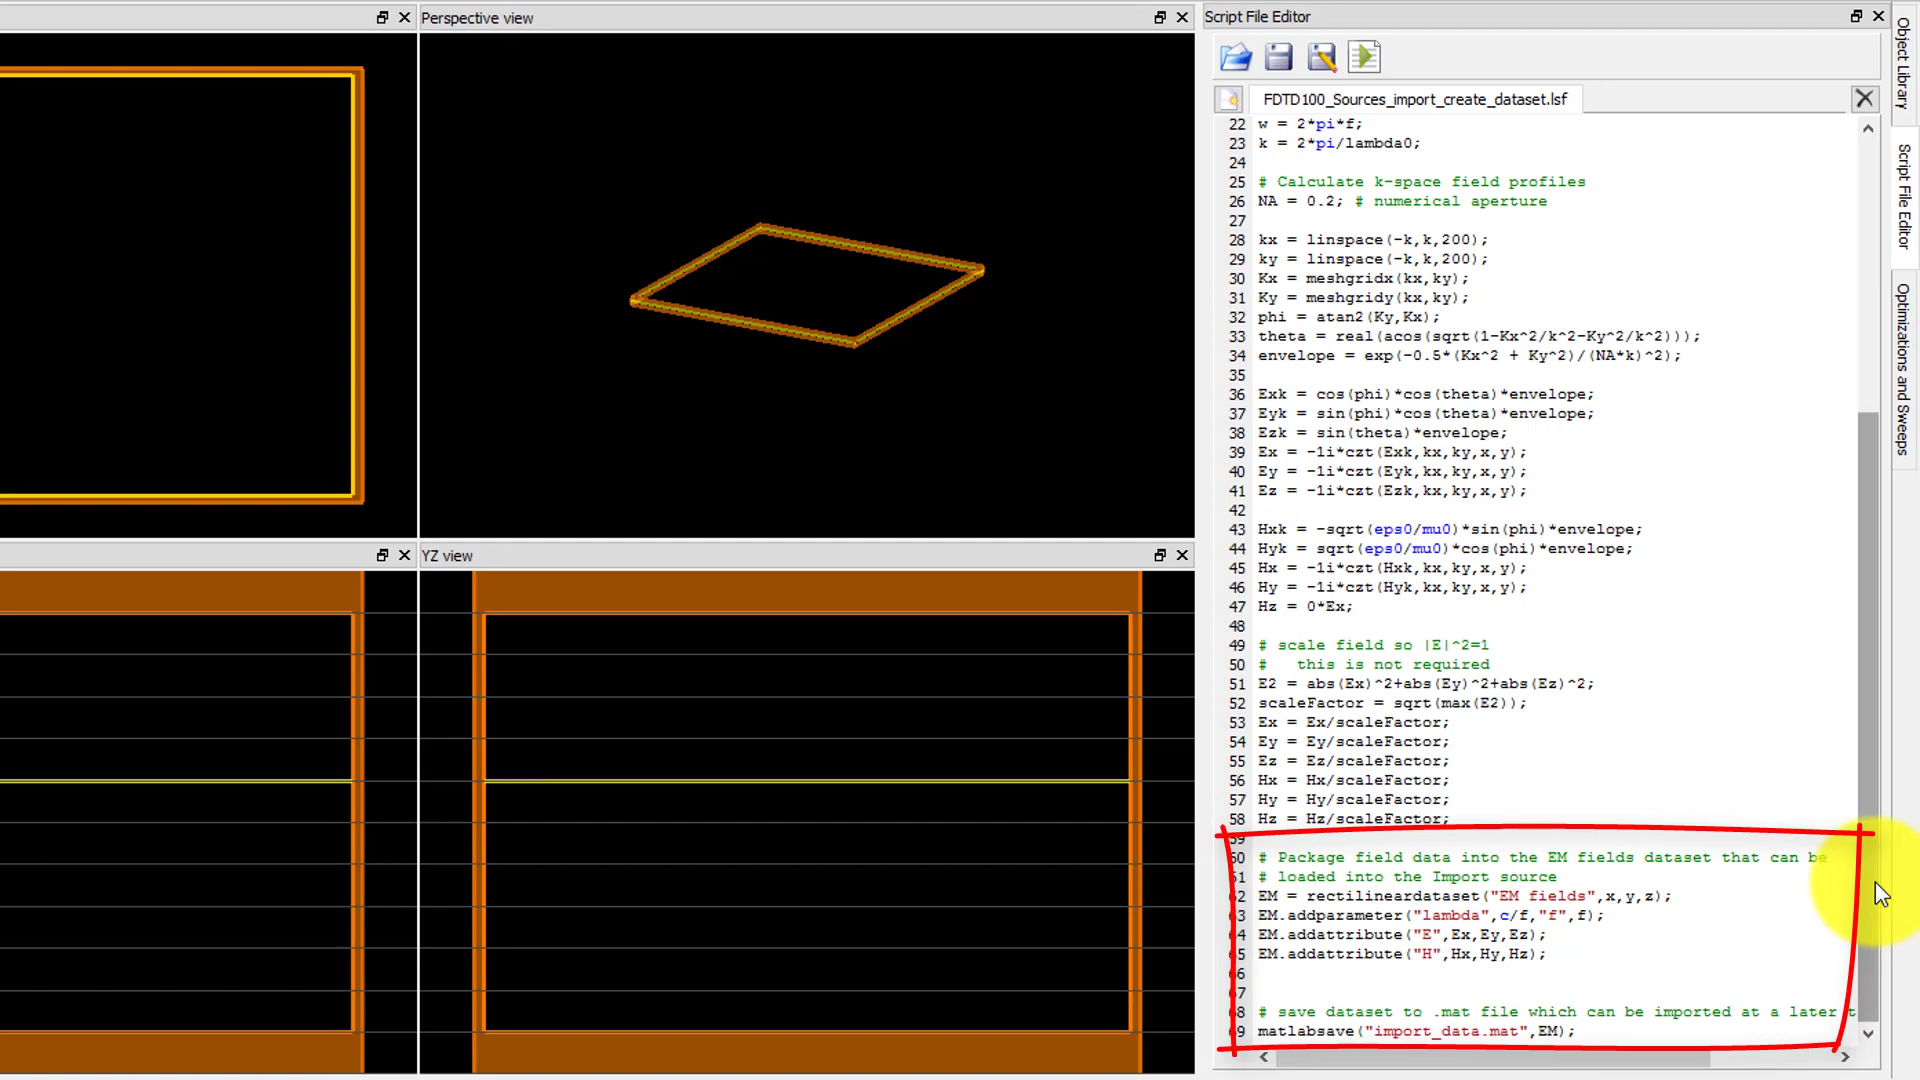 Perspective view
Script File Editor
FDTD100_Sources_import_create_dataset.lsf
22 w = 2*pi*f;
23 k = 2*pi/lambda0;
24
25 # Calculate k-space field profiles
26 NA = 0.2; # numerical aperture
27
28 kx = linspace(-k,k,200);
29 ky = linspace(-k,k,200);
30 Kx = meshgridx(kx,ky);
31 Ky = meshgridy(kx,ky);
32 phi = atan2(Ky,Kx);
33 theta = real(acos(sqrt(1-Kx^2/k^2-Ky^2/k^2)));
34 envelope = exp(-0.5*(Kx^2 + Ky^2)/(NA*k)^2);
35
36 Exk = cos(phi)*cos(theta)*envelope;
37 Eyk = sin(phi)*cos(theta)*envelope;
38 Ezk = sin(theta)*envelope;
39 Ex = -1i*czt(Exk,kx,ky,x,y);
40 Ey = -1i*czt(Eyk,kx,ky,x,y);
41 Ez = -1i*czt(Ezk,kx,ky,x,y);
42
43 Hxk = -sqrt(eps0/mu0)*sin(phi)*envelope;
44 Hyk = sqrt(eps0/mu0)*cos(phi)*envelope;
45 Hx = -1i*czt(Hxk,kx,ky,x,y);
46 Hy = -1i*czt(Hyk,kx,ky,x,y);
47 Hz = 0*Ex;
48
49 # scale field so |E|^2=1
50 #   this is not required
51 E2 = abs(Ex)^2+abs(Ey)^2+abs(Ez)^2;
52 scaleFactor = sqrt(max(E2));
53 Ex = Ex/scaleFactor;
54 Ey = Ey/scaleFactor;
55 Ez = Ez/scaleFactor;
56 Hx = Hx/scaleFactor;
57 Hy = Hy/scaleFactor;
58 Hz = Hz/scaleFactor;
59
60 # Package field data into the EM fields dataset that can be
61 # loaded into the Import source
62 EM = rectilineardataset("EM fields",x,y,z);
63 EM.addparameter("lambda",c/f,"f",f);
64 EM.addattribute("E",Ex,Ey,Ez);
65 EM.addattribute("H",Hx,Hy,Hz);
66
67
68 # save dataset to .mat file which can be imported at a later t
69 matlabsave("import_data.mat",EM);
YZ view
Object Library
Script File Editor
Optimizations and Sweeps